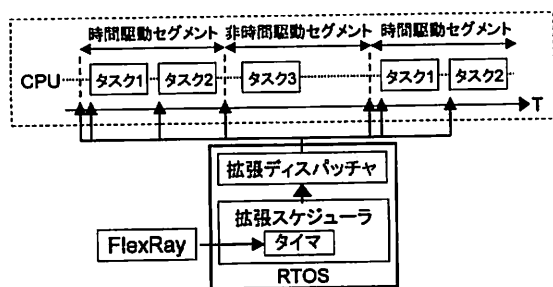 時間駆動セグメント 非時間駆動セグメント 時間駆動セグメント
CPU タスク1 タスク2 タスク3 タスク1 タスク2
T
拡張ディスパッチャ
拡張スケジューラ
FlexRay タイマ
RTOS